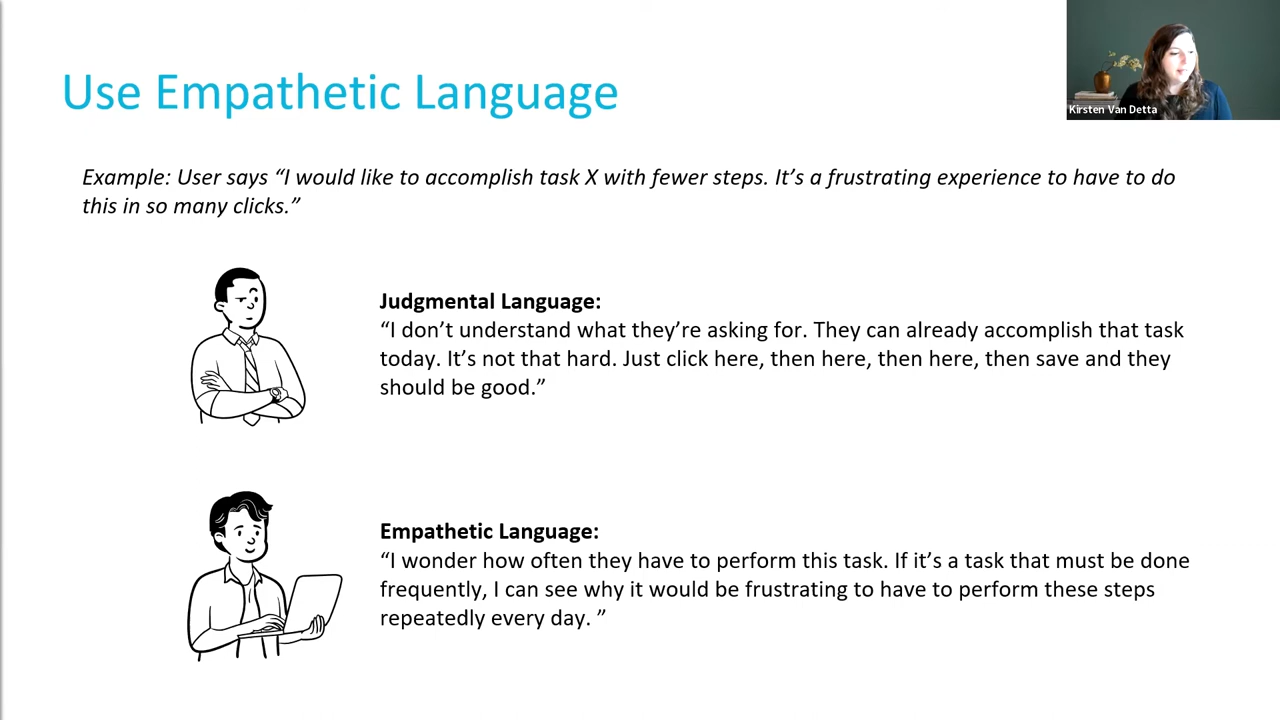 Use Empathetic Language
Kirsten Van Detta
Example: User says “I would like to accomplish task X with fewer steps. It’s a frustrating experience to have to do
this in so many clicks.”
Judgmental Language:
“I don’t understand what they’re asking for. They can already accomplish that task
today. It’s not that hard. Just click here, then here, then here, then save and they
should be good.”
Empathetic Language:
“I wonder how often they have to perform this task. If it’s a task that must be done
frequently, I can see why it would be frustrating to have to perform these steps
repeatedly every day. ”